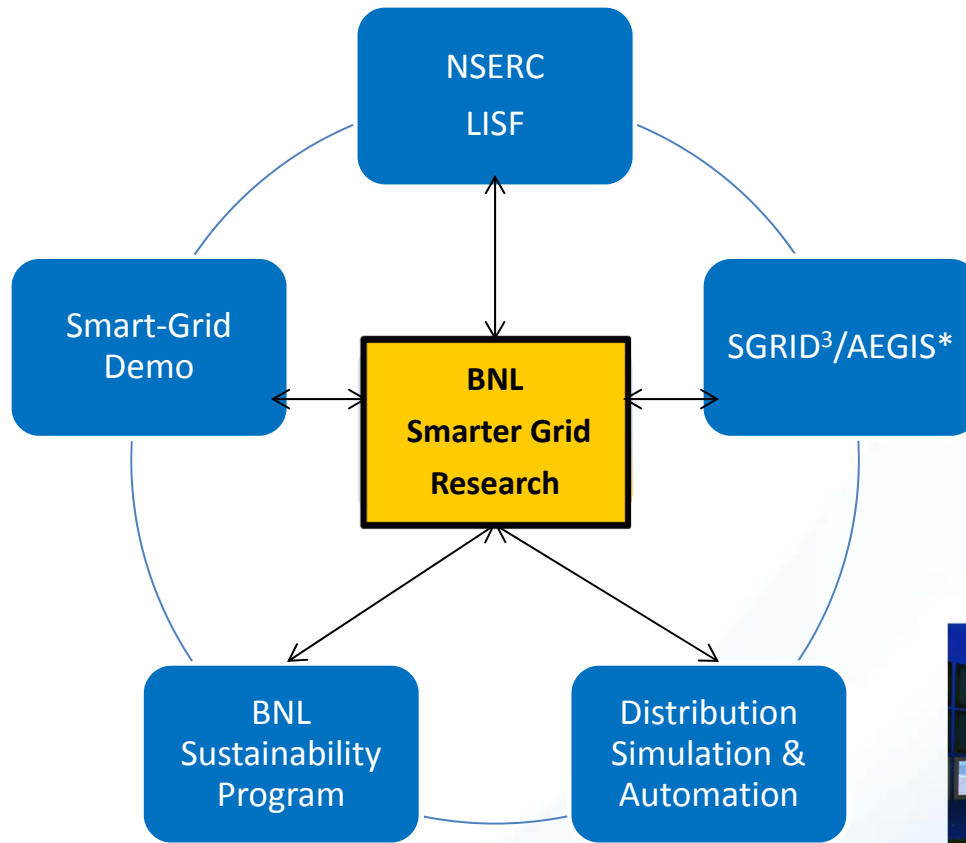 NSERC
LISF
Smart-Grid
Demo
SGRID³/AEGIS*
BNL
Smarter Grid
Research
BNL
Sustainability
Program
Distribution
Simulation &
Automation